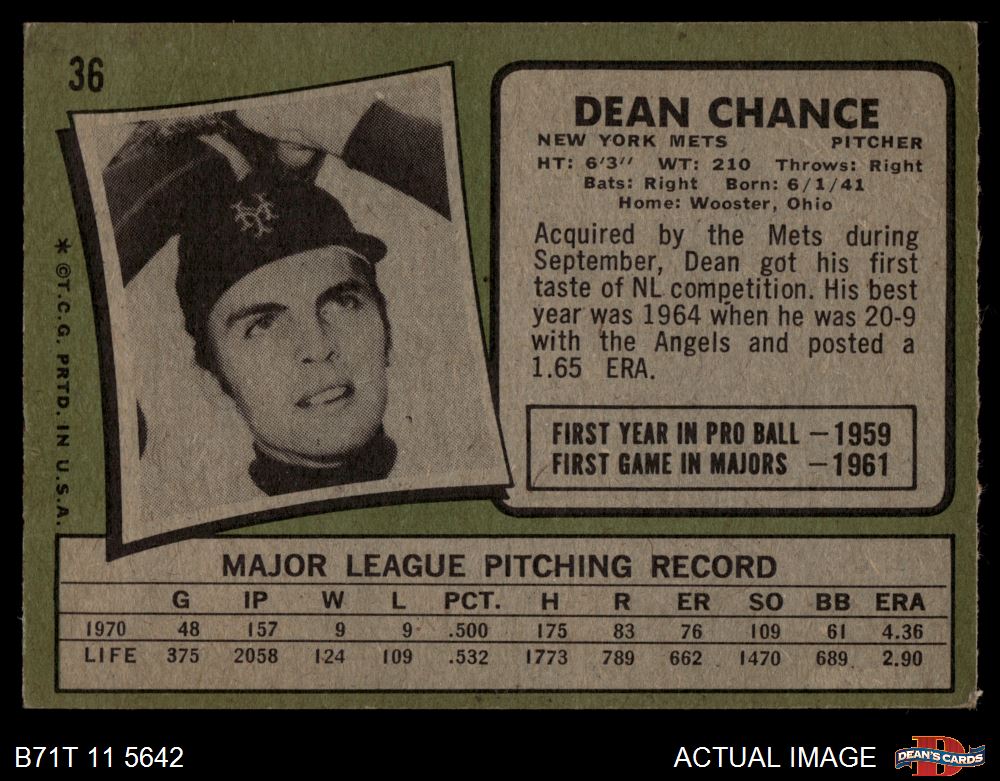 36
DEAN CHANCE
NEW YORK METS PITCHER
HT: 6'3" WT: 210 Throws: Right
Bats: Right Born: 6/1/41
Home: Wooster, Ohio
Acquired by the Mets during
September, Dean got his first
taste of NL competition. His best
year was 1964 when he was 20-9
with the Angels and posted a
1.65 ERA.
FIRST YEAR IN PRO BALL — 1959
FIRST GAME IN MAJORS — 1961
* ©T.C.G. PRTD. IN U.S.A.
MAJOR LEAGUE PITCHING RECORD
G IP W L PCT. H R ER SO BB ERA
1970 48 157 9 9 .500 175 83 76 109 61 4.36
LIFE 375 2058 124 109 .532 1773 789 662 1470 689 2.90
B71T 11 5642
ACTUAL IMAGE
D
DEAN'S CARDS